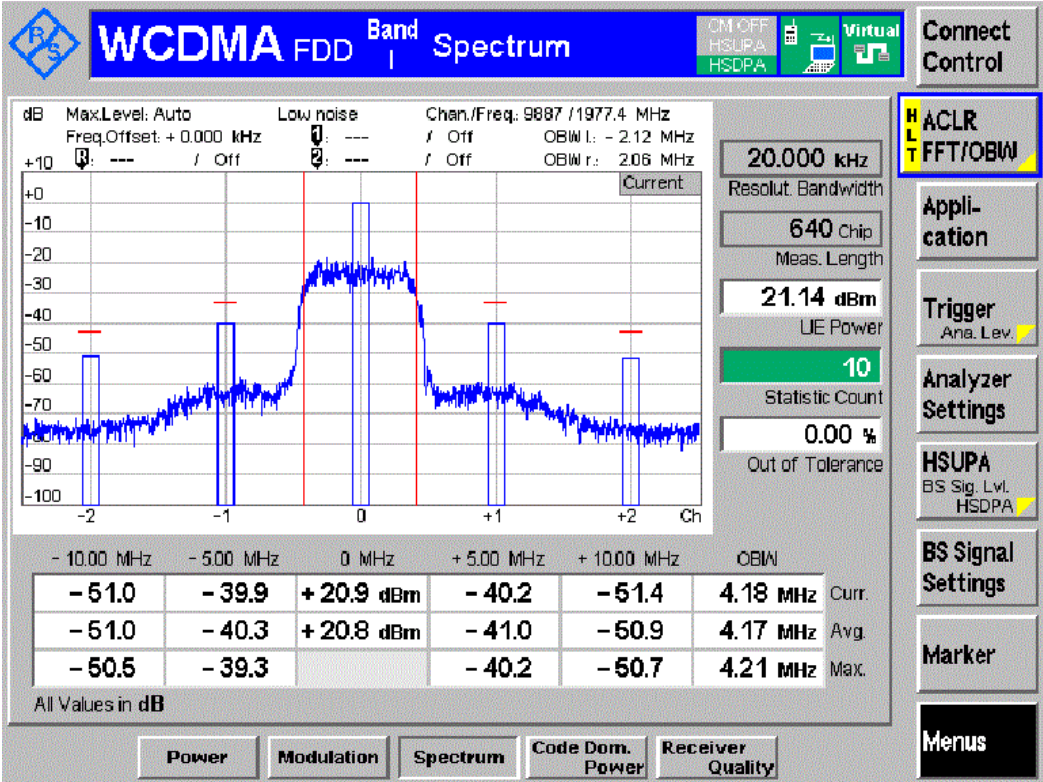 R&S
WCDMA FDD Band I Spectrum
CM OFF
HSUPA
HSDPA
Virtual
Connect
Control
dB Max.Level: Auto Low noise Chan./Freq.: 9887 / 1977.4 MHz
Freq.Offset: + 0.000 kHz 1: --- / Off OBW l.: - 2.12 MHz
R: --- / Off 2: --- / Off OBW r.: 2.06 MHz
Current
+10
+0
-10
-20
-30
-40
-50
-60
-70
-80
-90
-100
-2 -1 0 +1 +2 Ch
20.000 kHz
Resolut. Bandwidth
640 Chip
Meas. Length
21.14 dBm
UE Power
10
Statistic Count
0.00 %
Out of Tolerance
- 10.00 MHz - 5.00 MHz 0 MHz + 5.00 MHz + 10.00 MHz OBW
- 51.0 - 39.9 + 20.9 dBm - 40.2 - 51.4 4.18 MHz Curr.
- 51.0 - 40.3 + 20.8 dBm - 41.0 - 50.9 4.17 MHz Avg.
- 50.5 - 39.3 - 40.2 - 50.7 4.21 MHz Max.
All Values in dB
H
L
T
ACLR
FFT/OBW
Appli-
cation
Trigger
Ana. Lev.
Analyzer
Settings
HSUPA
BS Sig. Lvl.
HSDPA
BS Signal
Settings
Marker
Menus
Power
Modulation
Spectrum
Code Dom.
Power
Receiver
Quality